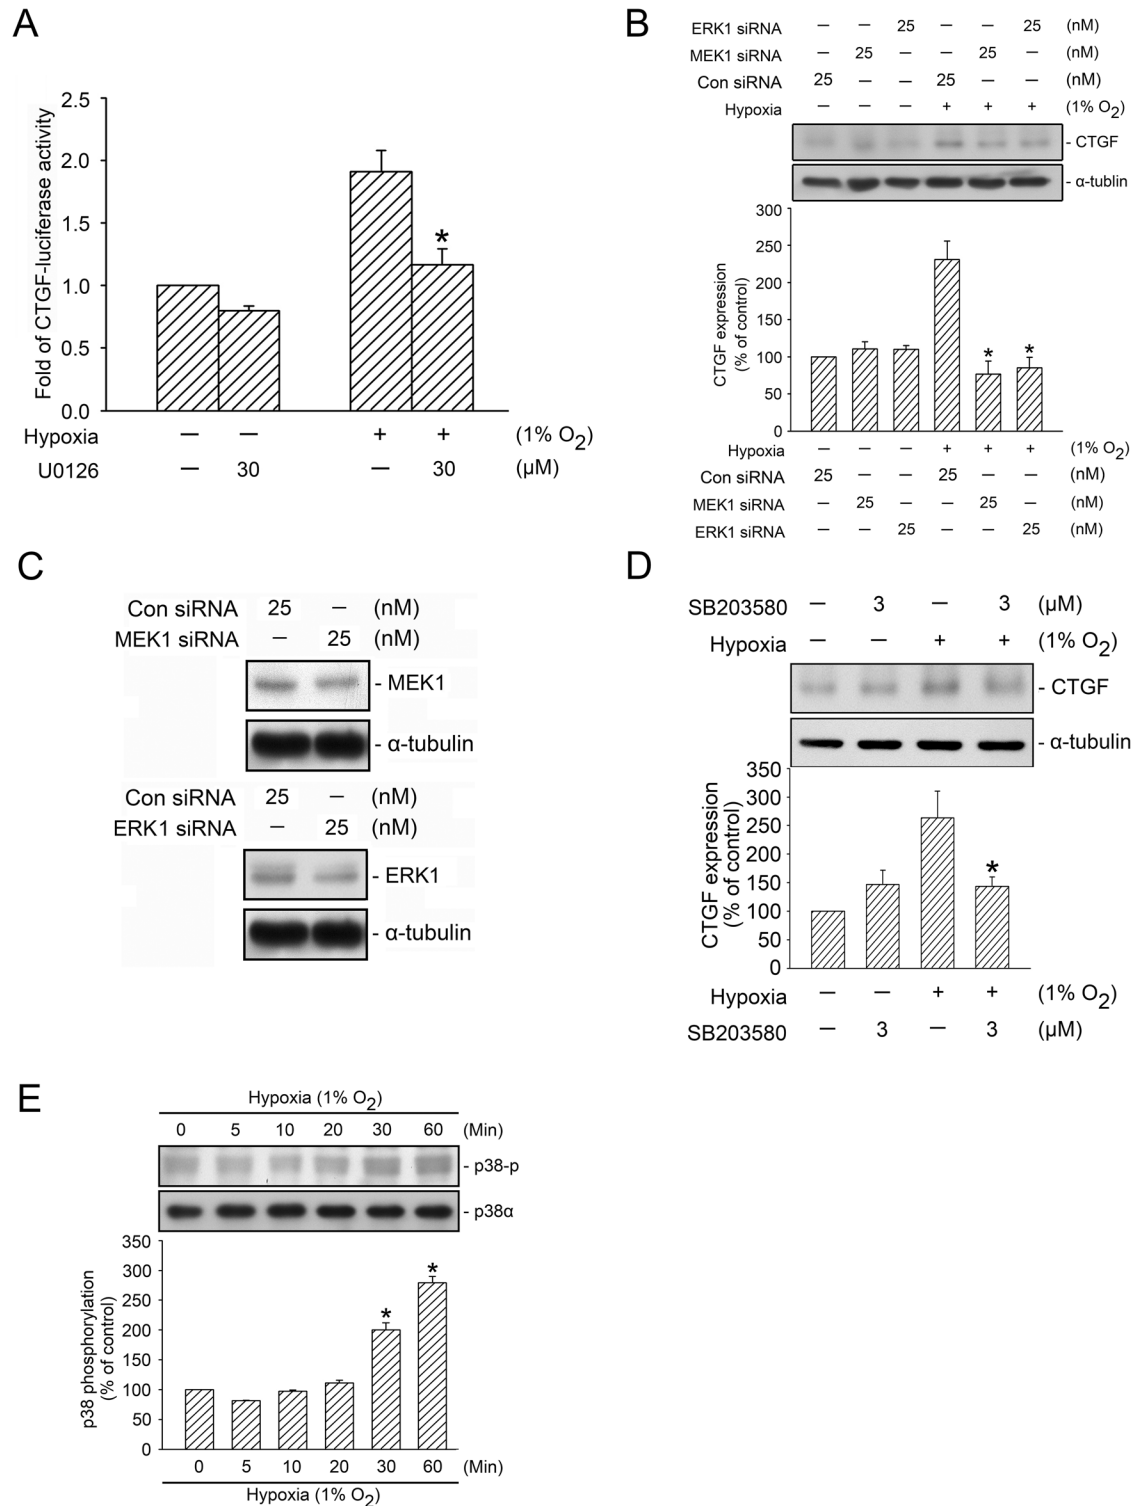 A
Fold of CTGF-luciferase activity
2.5
2.0
1.5
1.0
0.5
0.0
Hypoxia — — + + (1% O2)
U0126 — 30 — 30 (μM)
*
B
ERK1 siRNA — — 25 — — 25 (nM)
MEK1 siRNA — 25 — — 25 — (nM)
Con siRNA 25 — — 25 — — (nM)
Hypoxia — — — + + + (1% O2)
- CTGF
- α-tublin
CTGF expression
(% of control)
300
250
200
150
100
50
0
* *
Hypoxia — — — + + + (1% O2)
Con siRNA 25 — — 25 — — (nM)
MEK1 siRNA — 25 — — 25 — (nM)
ERK1 siRNA — — 25 — — 25 (nM)
C
Con siRNA 25 — (nM)
MEK1 siRNA — 25 (nM)
- MEK1
- α-tubulin
Con siRNA 25 — (nM)
ERK1 siRNA — 25 (nM)
- ERK1
- α-tubulin
D
SB203580 — 3 — 3 (μM)
Hypoxia — — + + (1% O2)
- CTGF
- α-tubulin
CTGF expression
(% of control)
350
300
250
200
150
100
50
0
*
Hypoxia — — + + (1% O2)
SB203580 — 3 — 3 (μM)
E
Hypoxia (1% O2)
0 5 10 20 30 60 (Min)
- p38-p
- p38α
p38 phosphorylation
(% of control)
350
300
250
200
150
100
50
0
* *
0 5 10 20 30 60 (Min)
Hypoxia (1% O2)